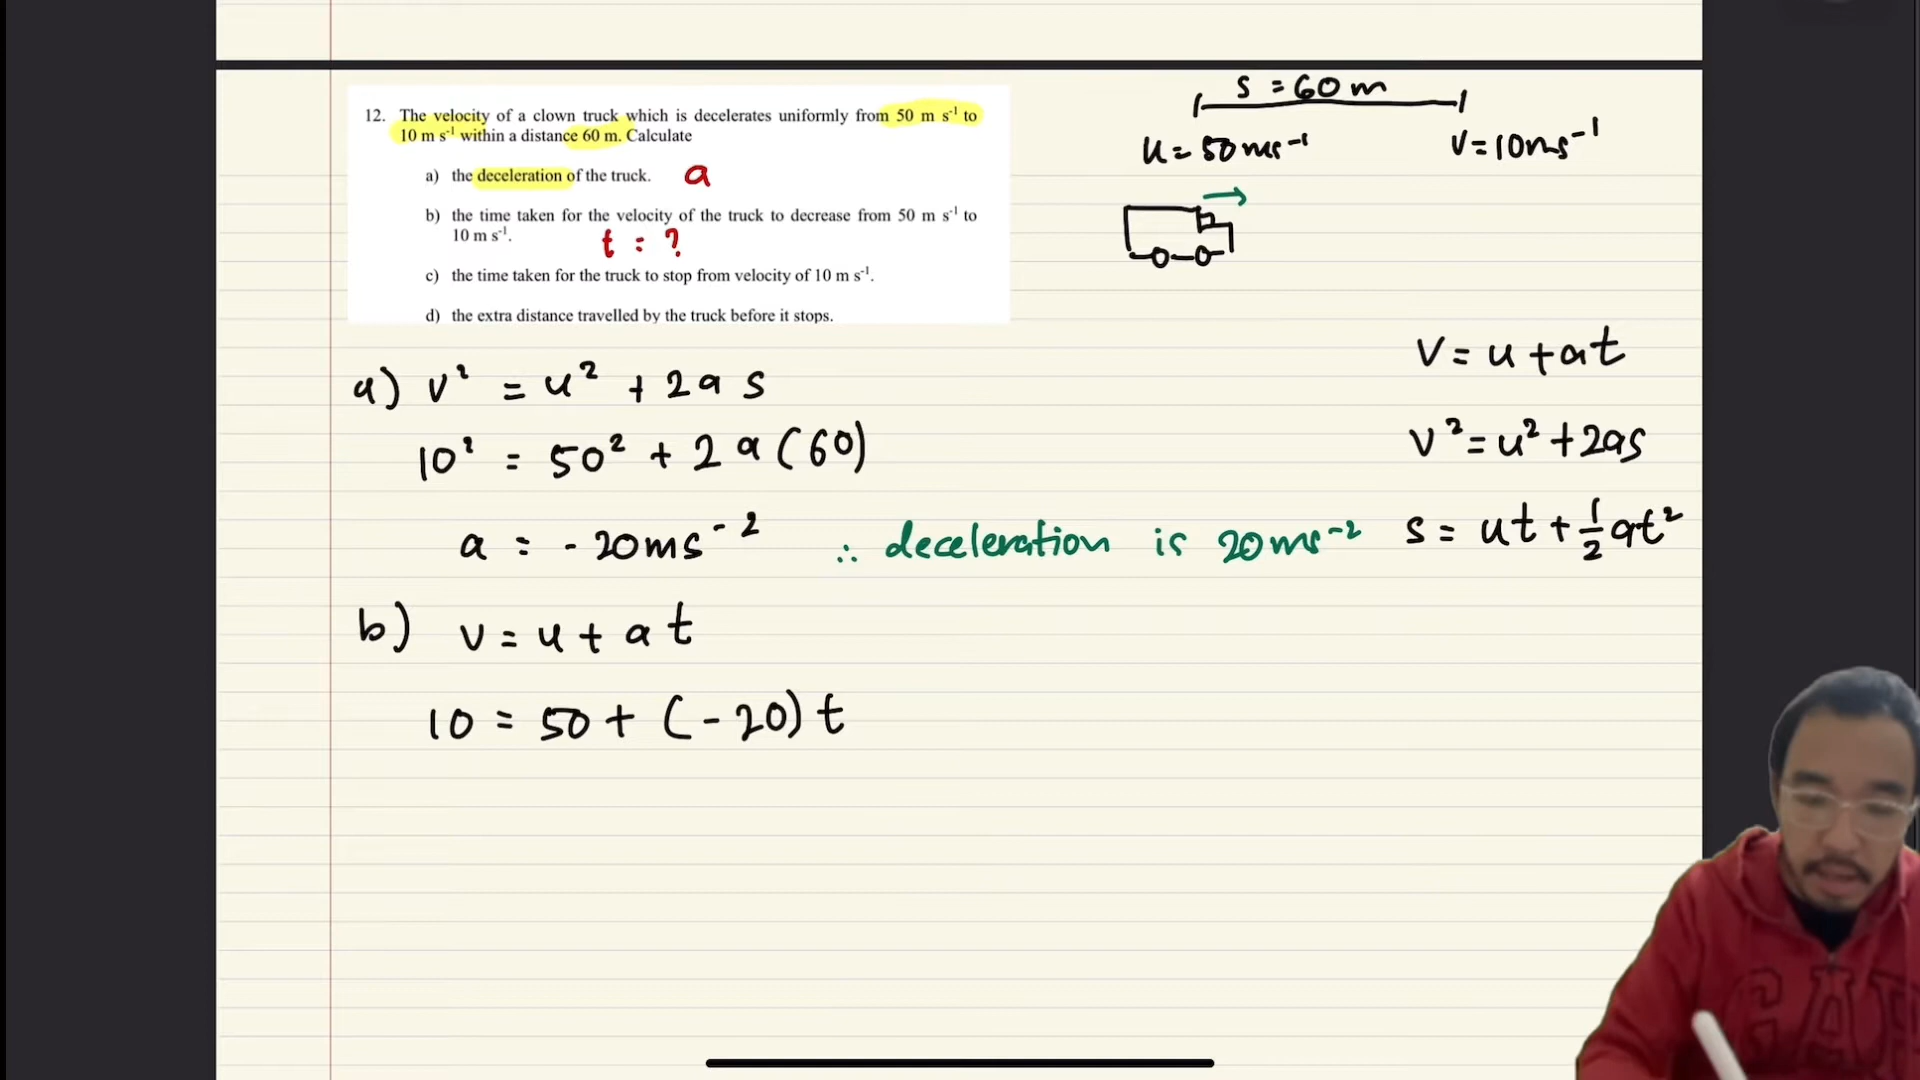 12. The velocity of a clown truck which is decelerates uniformly from 50 m s⁻¹ to
10 m s⁻¹ within a distance 60 m. Calculate
a) the deceleration of the truck. a
b) the time taken for the velocity of the truck to decrease from 50 m s⁻¹ to
10 m s⁻¹.
t = ?
c) the time taken for the truck to stop from velocity of 10 m s⁻¹.
d) the extra distance travelled by the truck before it stops.
s = 60 m
u = 50 ms⁻¹
v = 10 ms⁻¹
a) v² = u² + 2as
10² = 50² + 2a(60)
a = -20ms⁻²
∴ deceleration is 20ms⁻²
b) v = u + at
10 = 50 + (-20)t
v = u + at
v² = u² + 2as
s = ut + ½at²
GAP